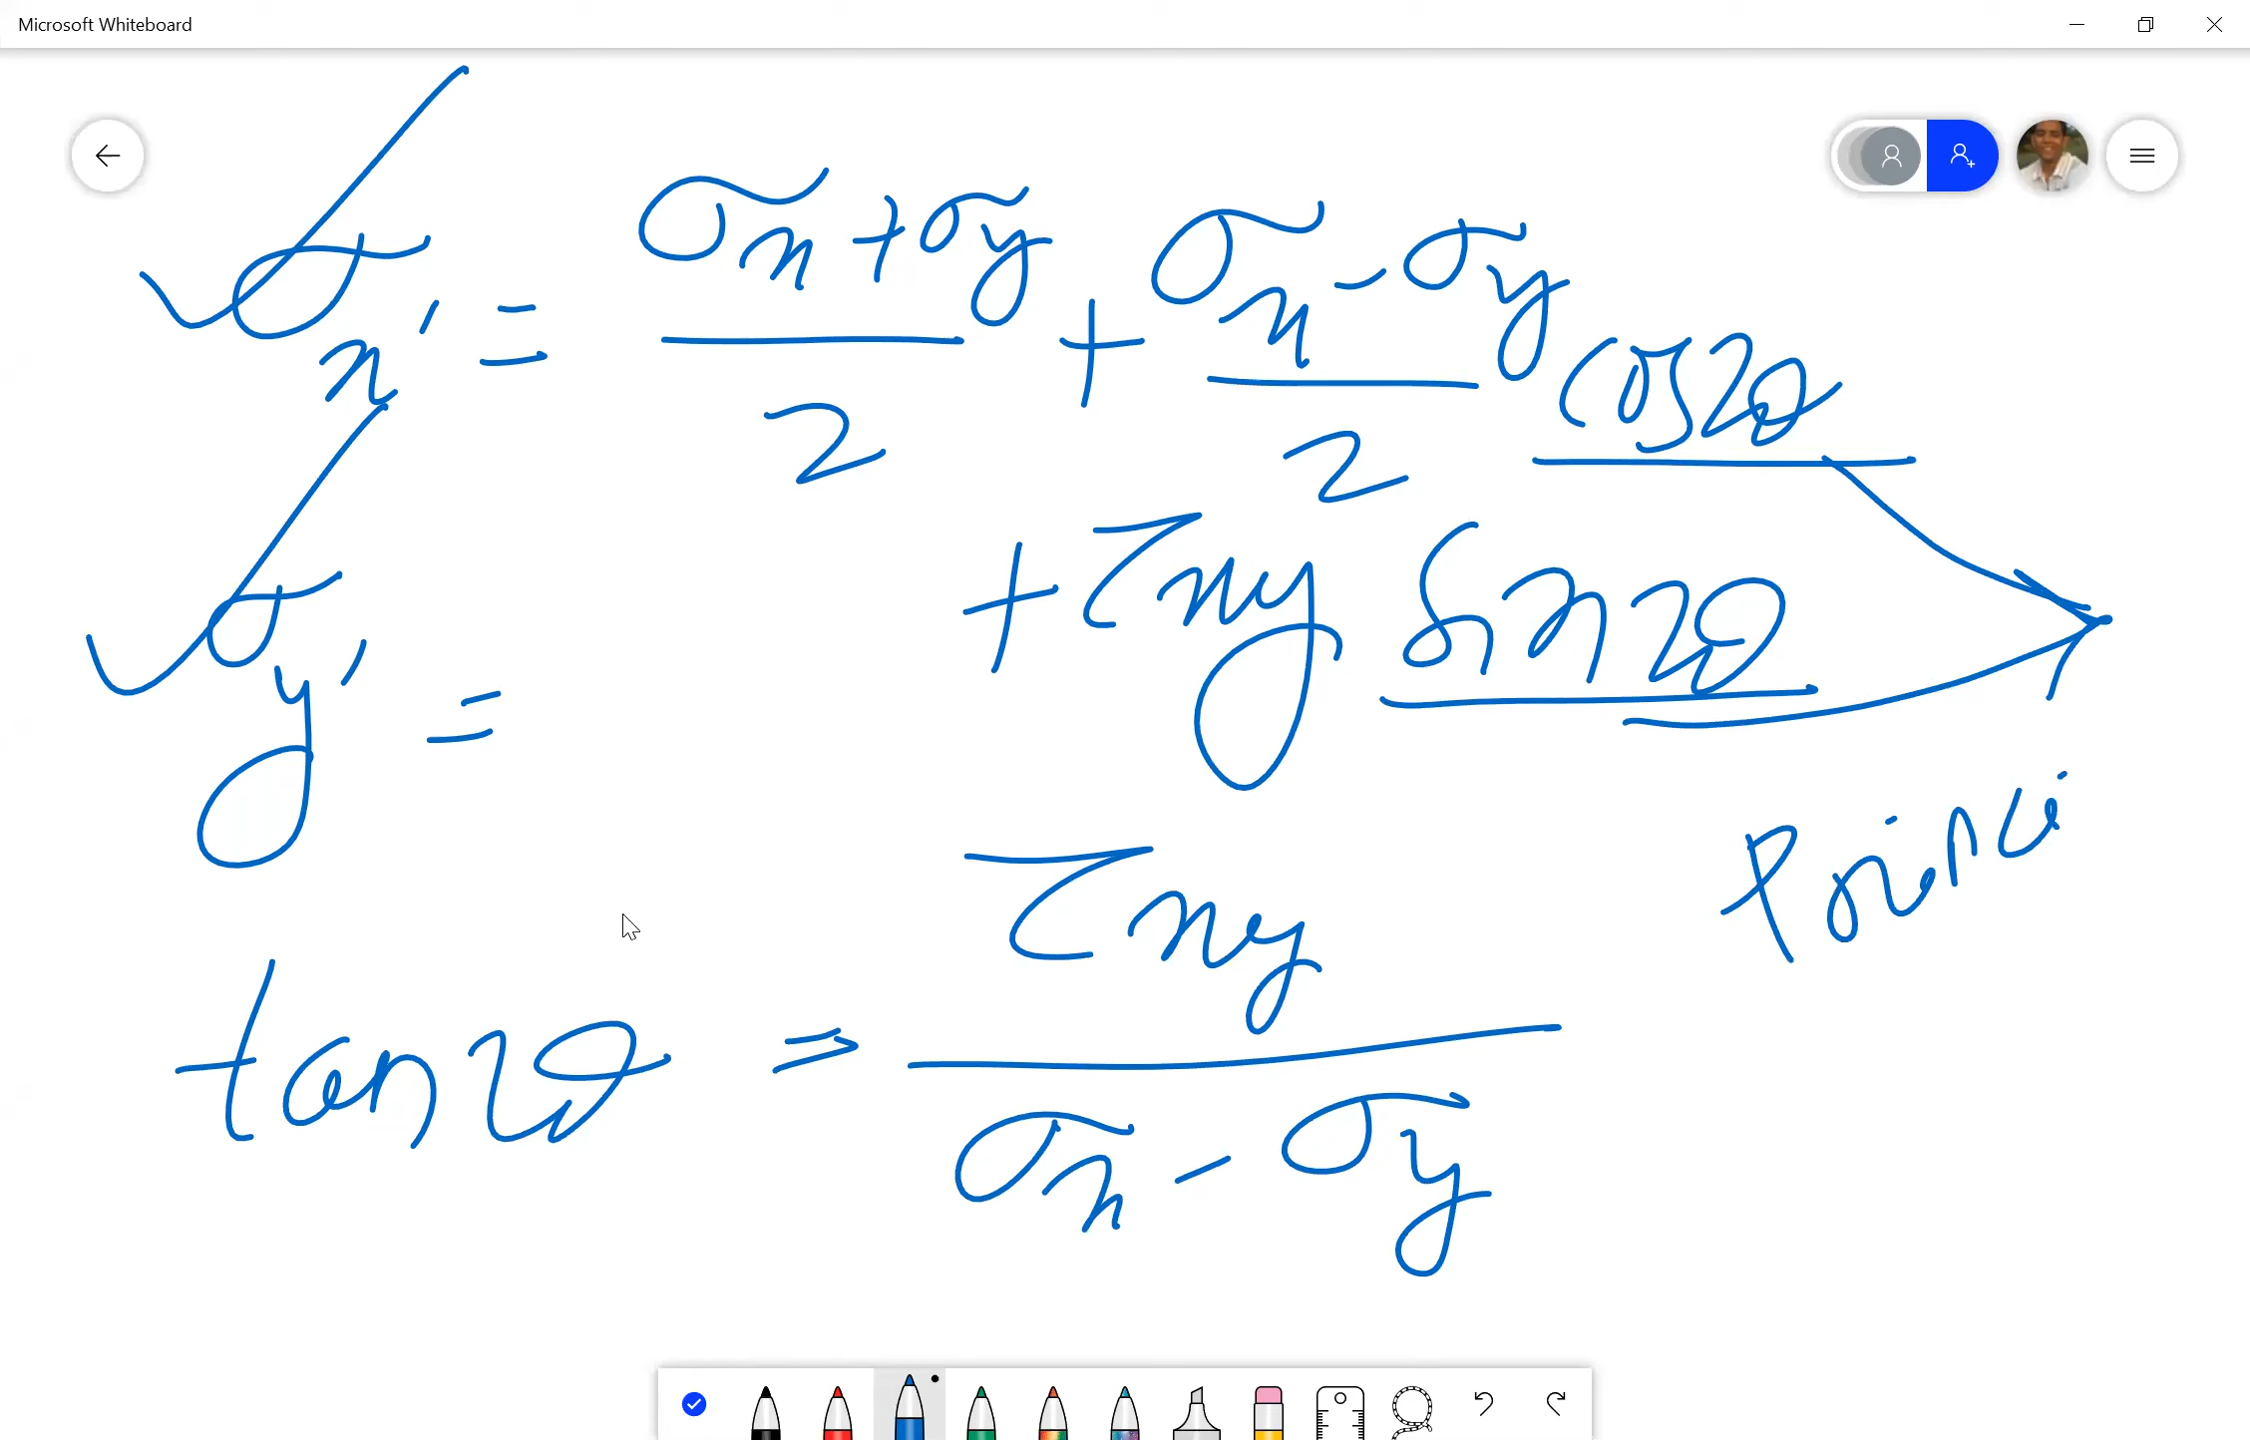 Microsoft Whiteboard
σx' = σx + σy / 2 + σx - σy / 2 cos2θ
+ τxy sin2θ
σy' =
Princi
tan2θ = τxy / σx - σy